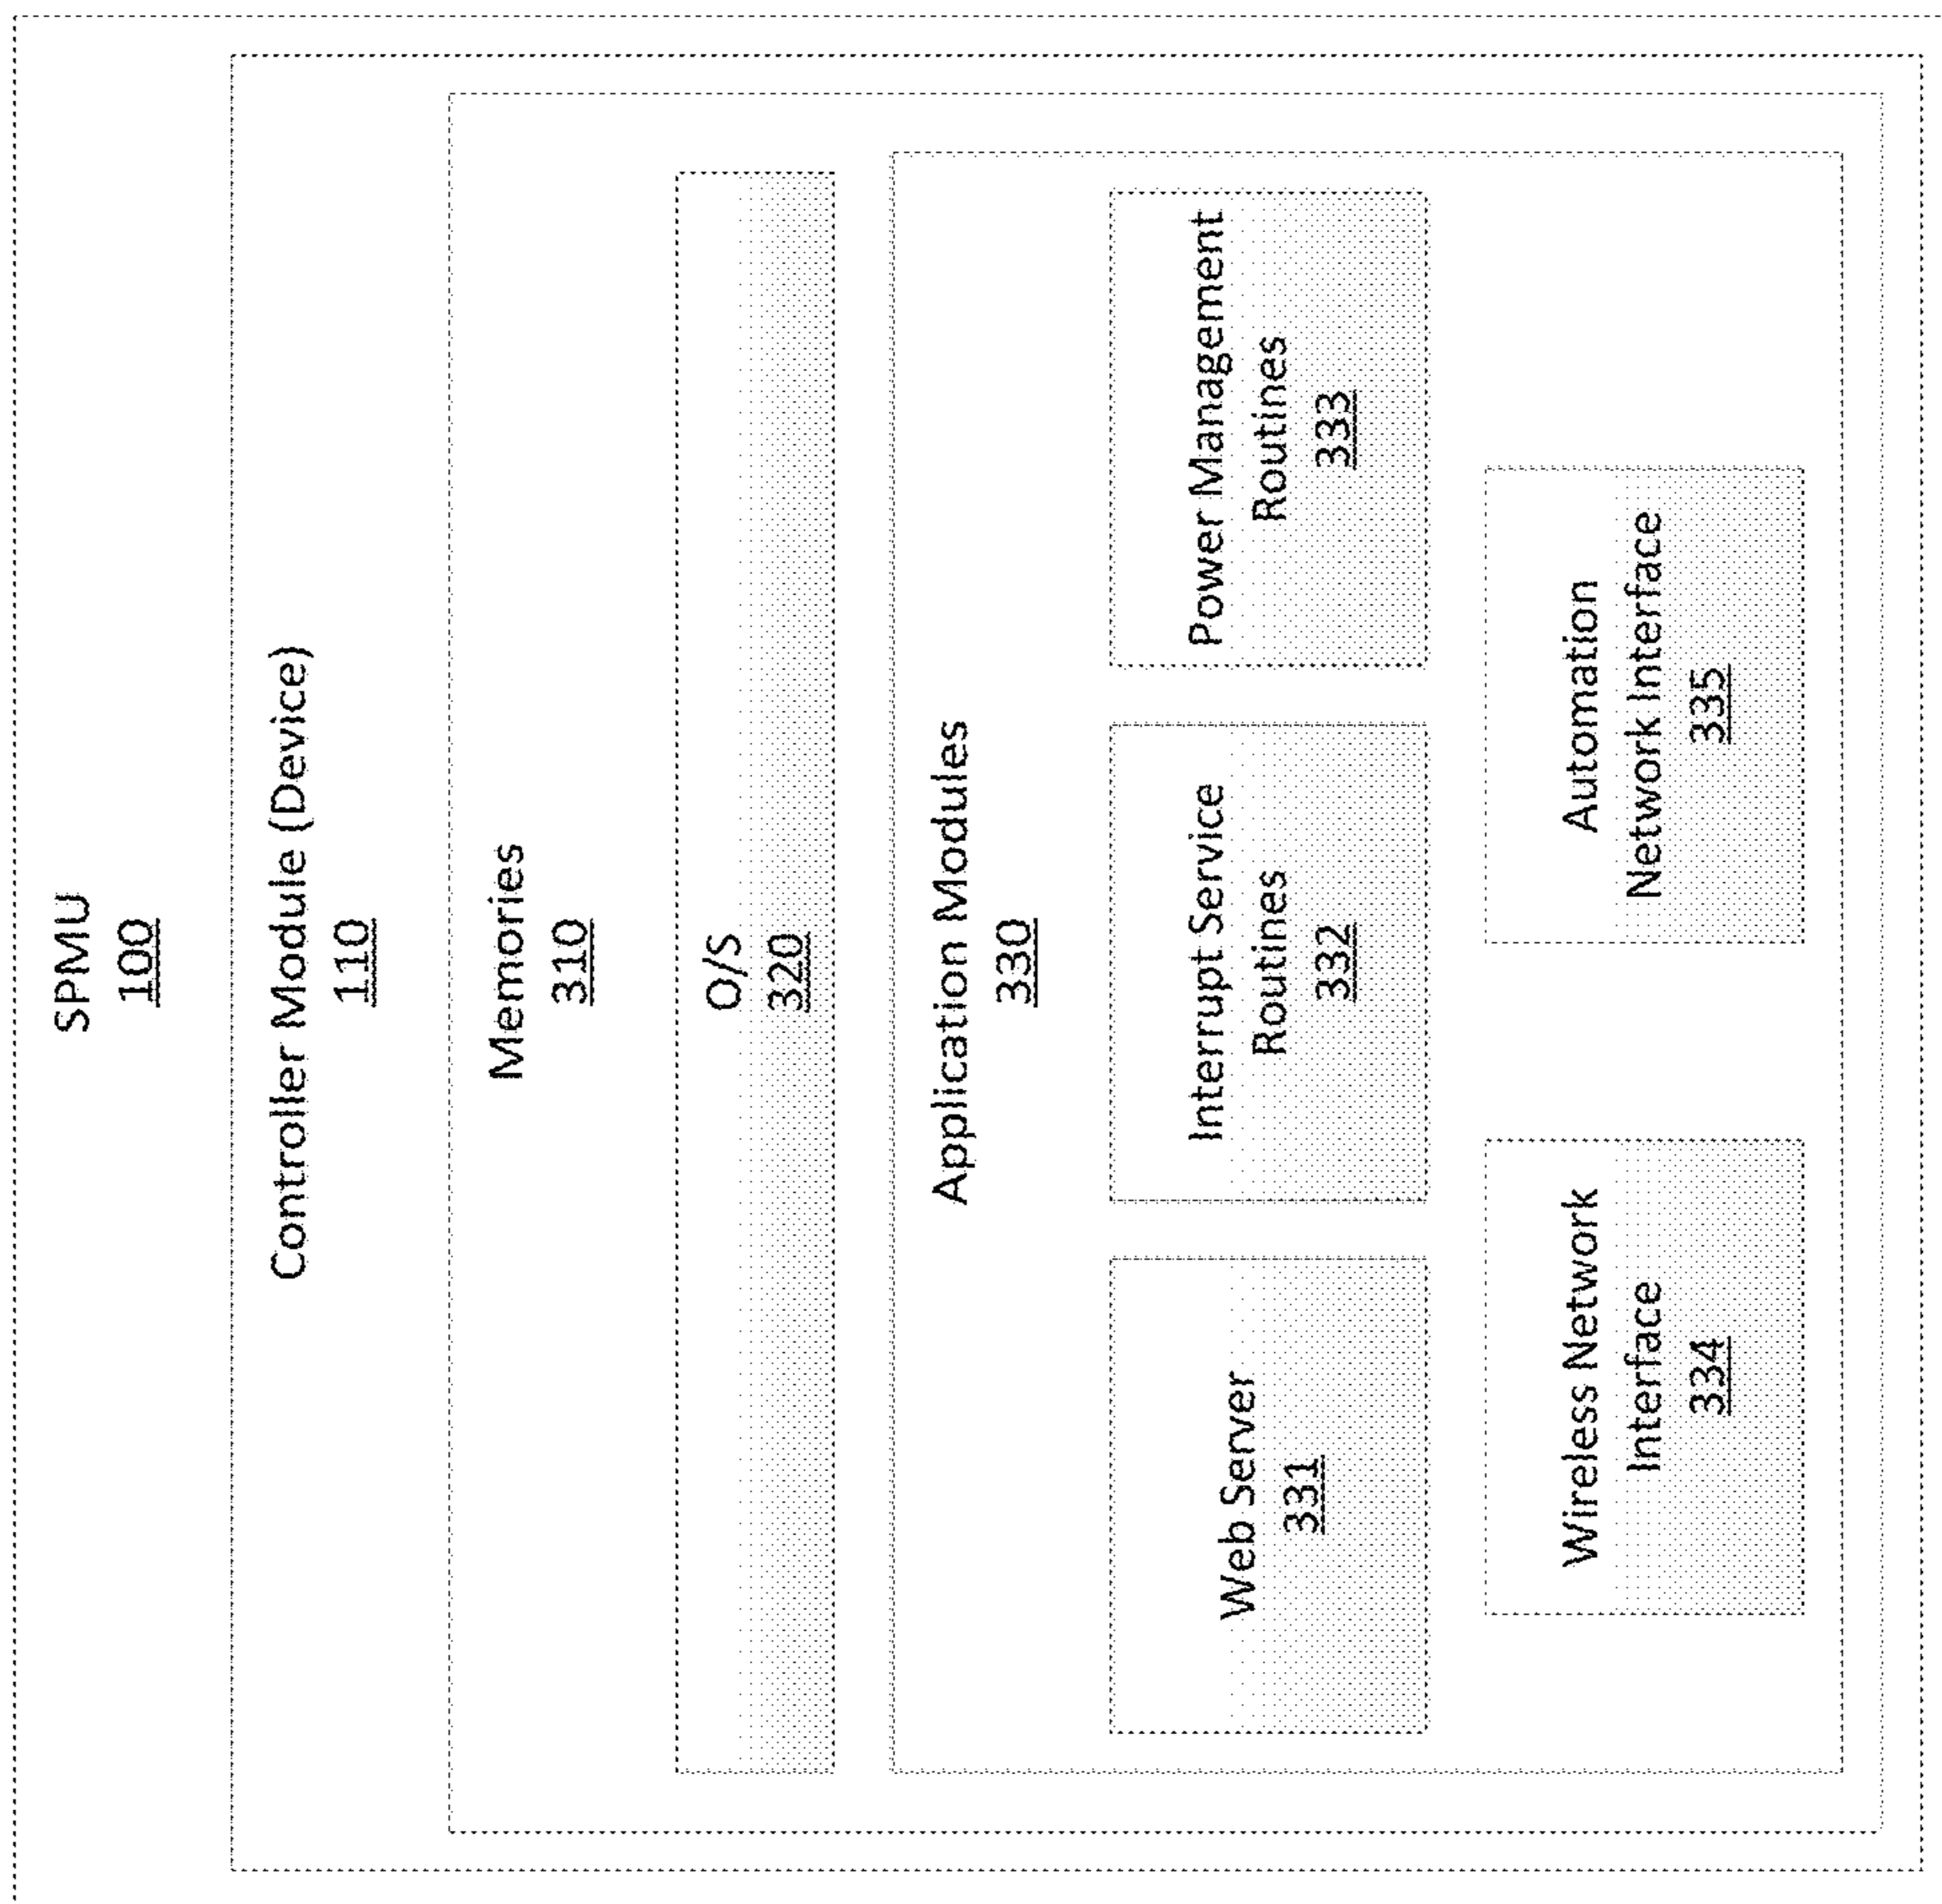 SPMU
100
Controller Module (Device)
110
Memories
310
O/S
320
Application Modules
330
Web Server
331
Interrupt Service
Routines
332
Power Management
Routines
333
Wireless Network
Interface
334
Automation
Network Interface
335